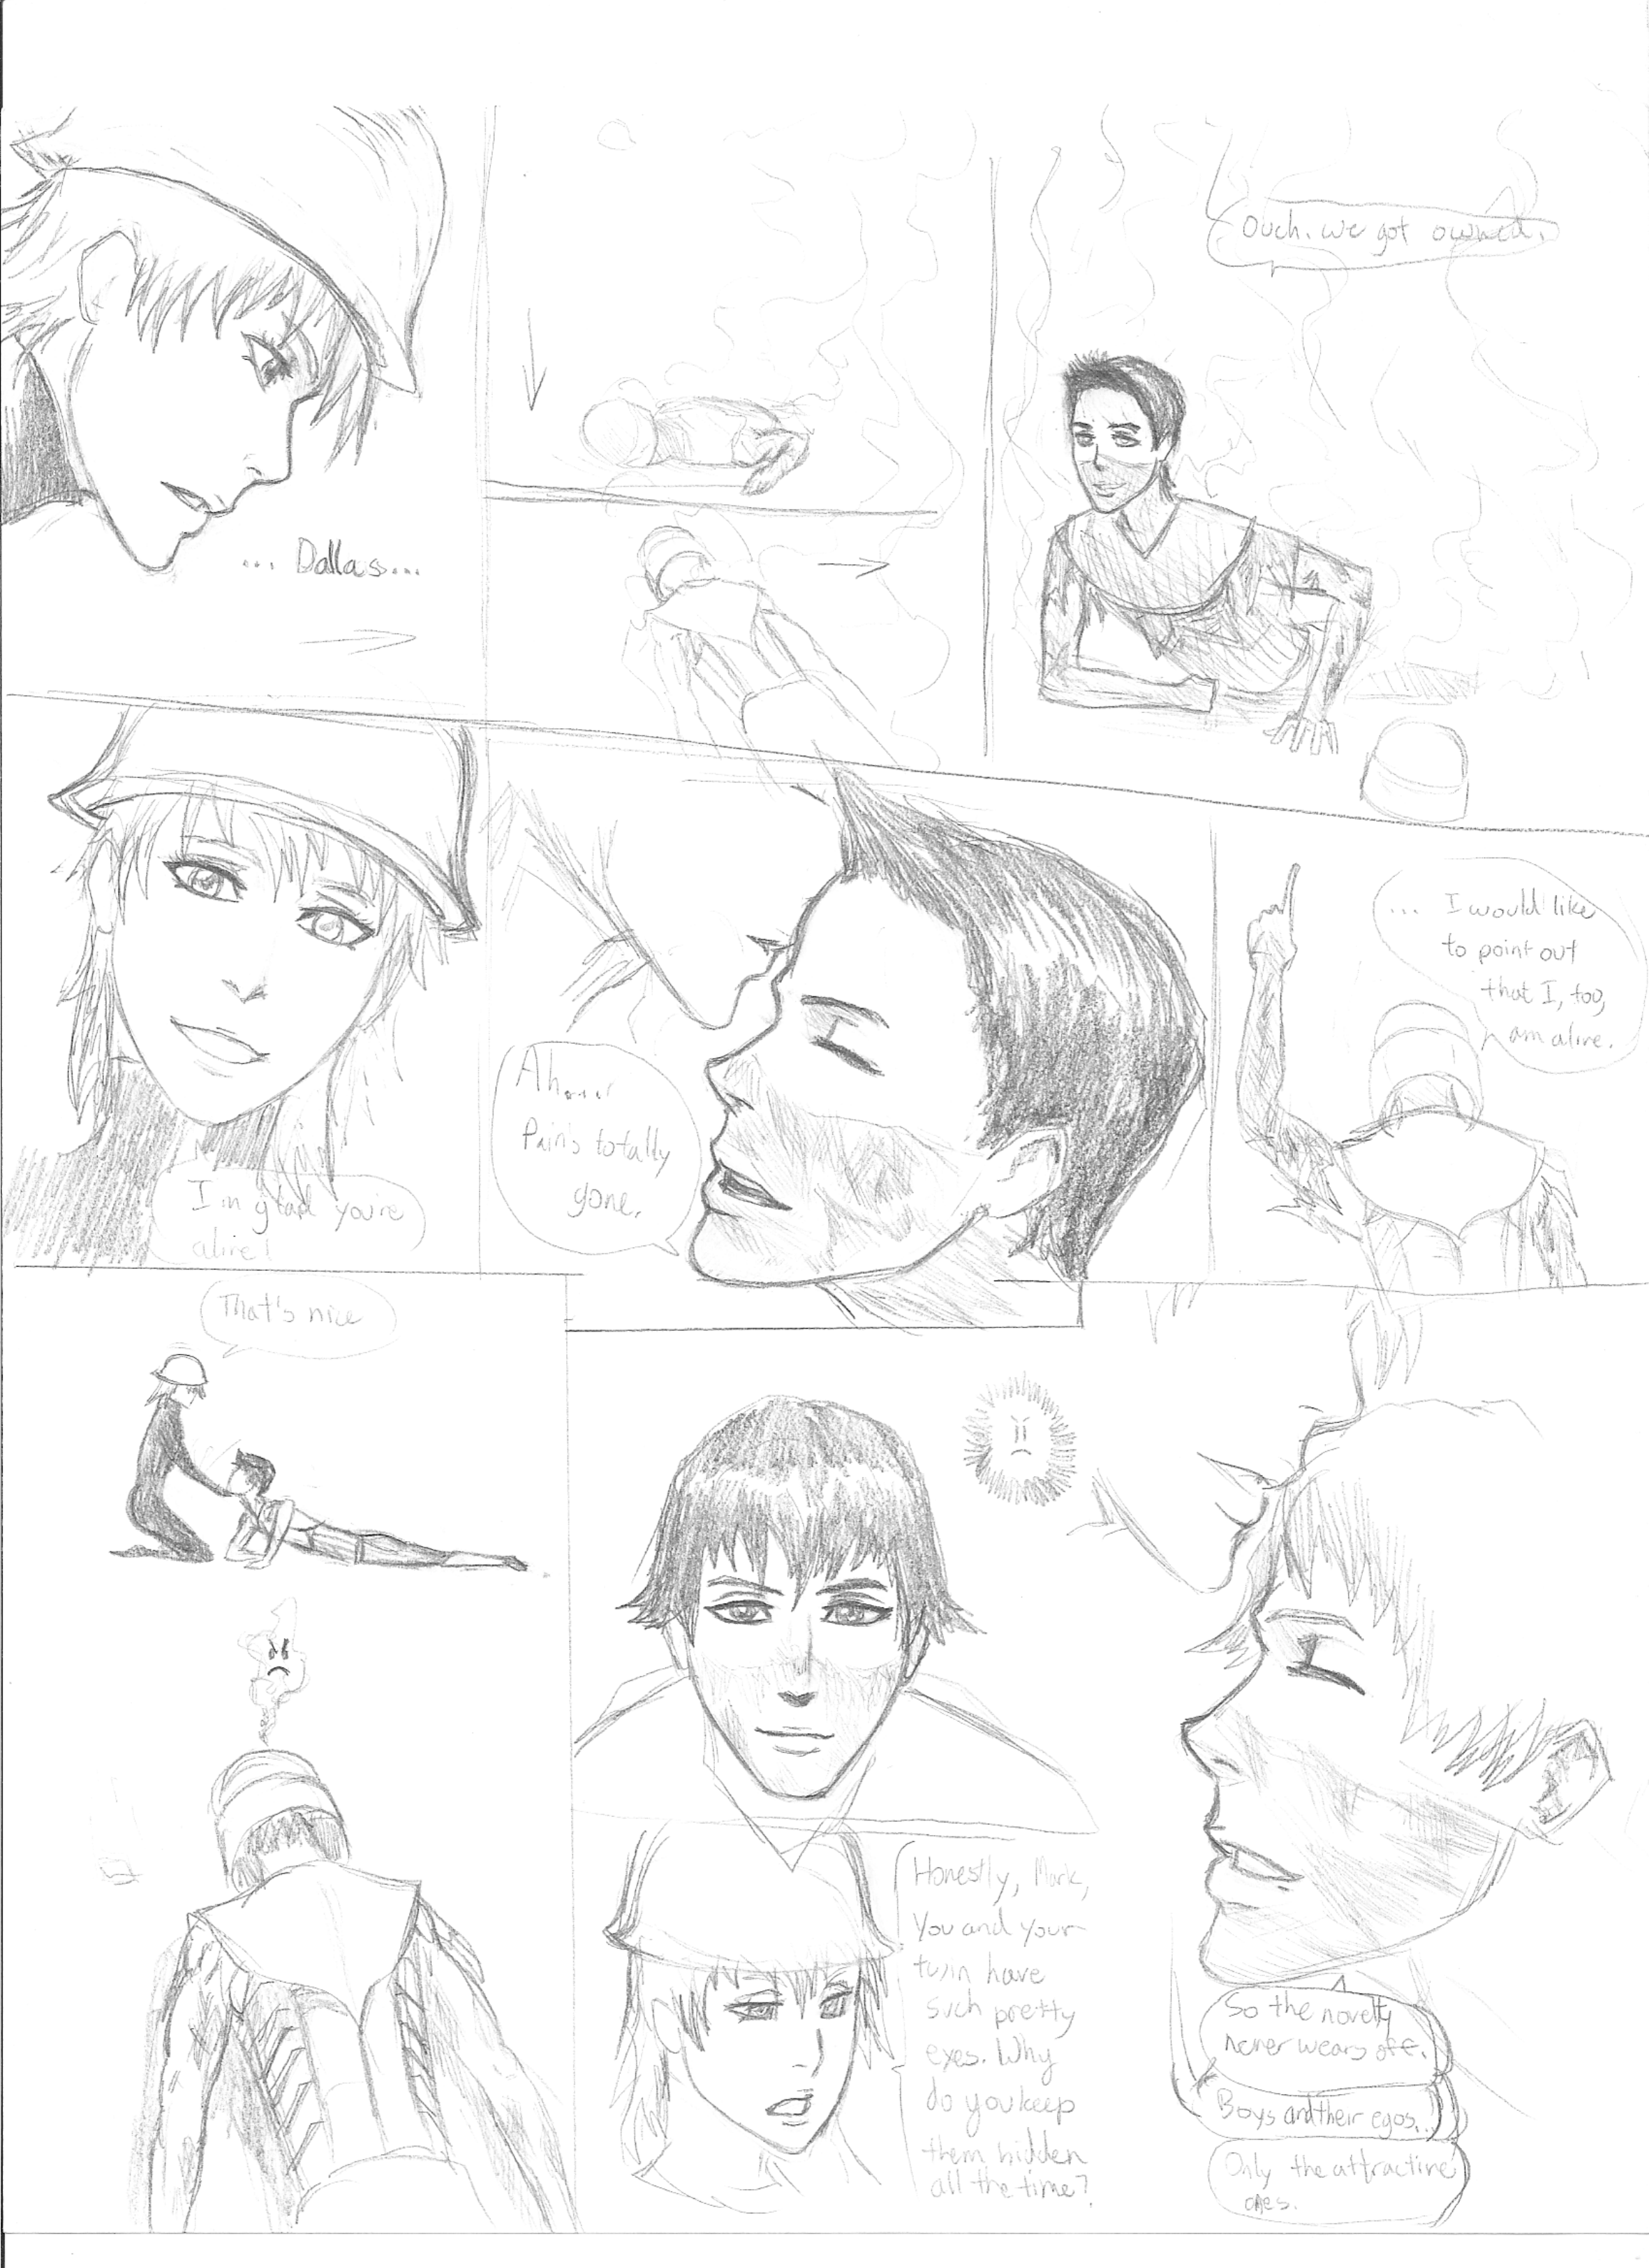 ... Dallas...
Ouch. We got owned.
I'm glad you're
alive!
Ah....
Pain's totally
gone.
... I would like
to point out
that I, too,
am alive.
That's nice
Honestly, Mark,
you and your
twin have
such pretty
eyes. Why
do you keep
them hidden
all the time?
So the novelty
never wears off.
Boys and their egos...
Only the attractive
ones.